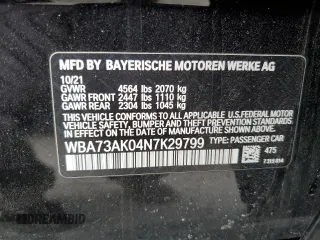 MFD BY BAYERISCHE MOTOREN WERKE AG
10/21
GVWR 4564 lbs 2070 kg
GAWR FRONT 2447 lbs 1110 kg
GAWR REAR 2304 lbs 1045 kg
THIS VEHICLE CONFORMS TO ALL APPLICABLE U.S. FEDERAL MOTOR
VEHICLE SAFETY, BUMPER, AND THEFT PREVENTION STANDARDS IN EFFECT
ON THE DATE OF MANUFACTURE SHOWN ABOVE.
WBA73AK04N7K29799 TYPE: PASSENGER CAR
475
DREAMBID